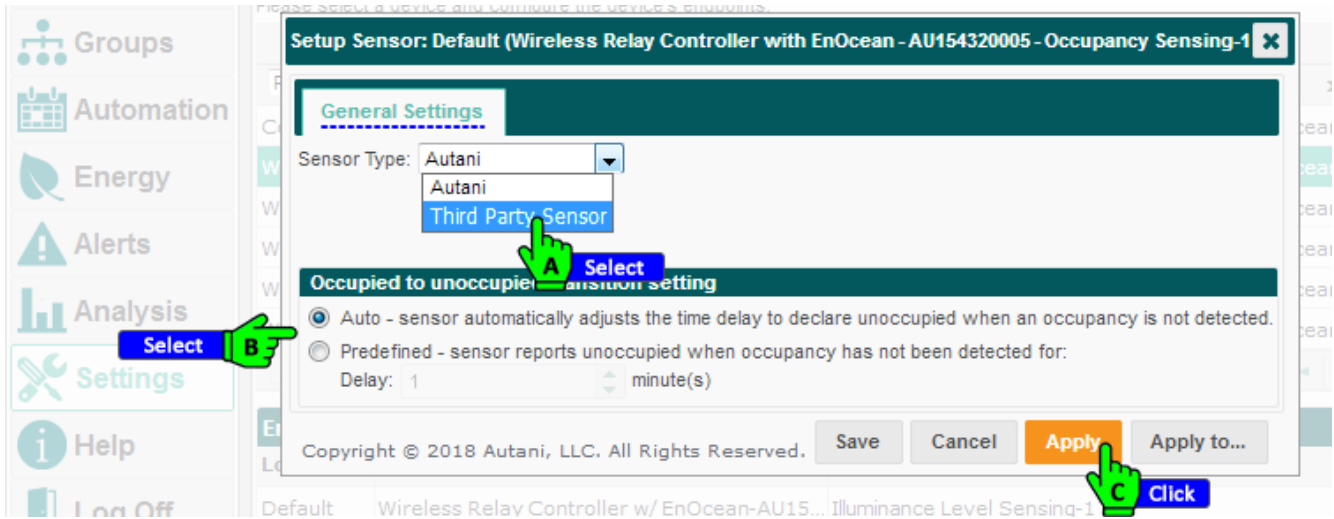 Please select a device and configure the device's endpoints.
Groups
Automation
Energy
Alerts
Analysis
Settings
Help
Log Off
Setup Sensor: Default (Wireless Relay Controller with EnOcean - AU154320005 - Occupancy Sensing-1
General Settings
Sensor Type: Autani
Autani
Third Party Sensor
A Select
Occupied to unoccupied transition setting
Auto - sensor automatically adjusts the time delay to declare unoccupied when an occupancy is not detected.
Select B
Predefined - sensor reports unoccupied when occupancy has not been detected for:
Delay: 1 minute(s)
Copyright © 2018 Autani, LLC. All Rights Reserved. Save Cancel Apply Apply to...
C Click
Default Wireless Relay Controller w/ EnOcean-AU15... Illuminance Level Sensing-1